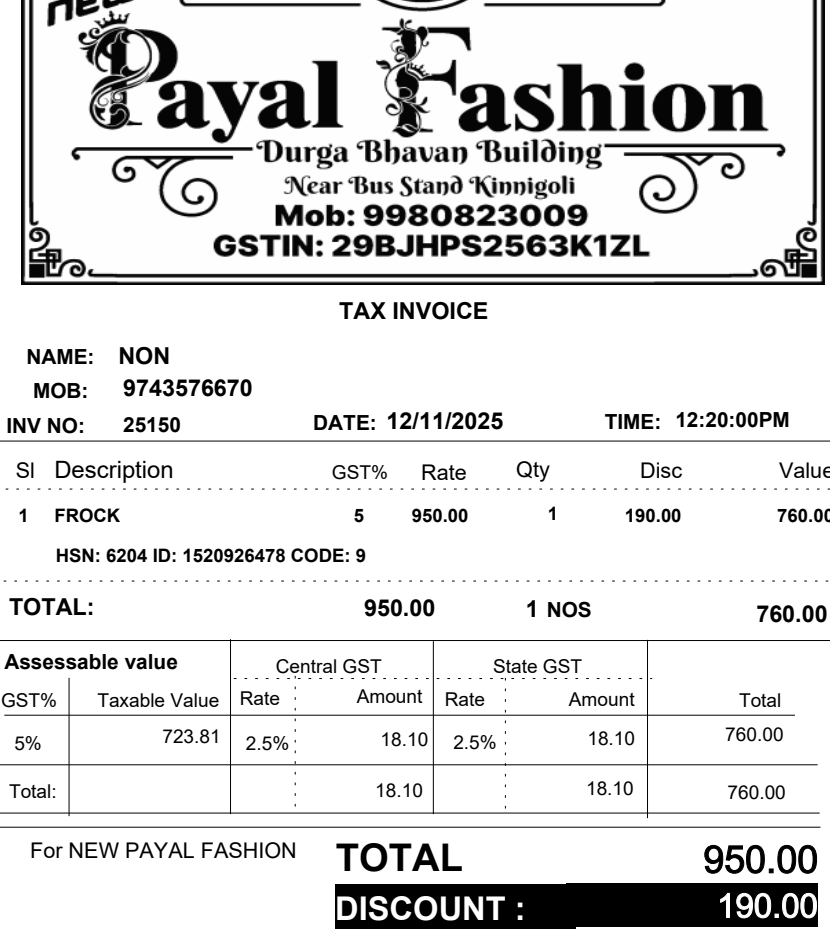 new
Payal Fashion
Durga Bhavan Building
Near Bus Stand Kinnigoli
Mob: 9980823009
GSTIN: 29BJHPS2563K1ZL
TAX INVOICE
NAME: NON
MOB: 9743576670
INV NO: 25150 DATE: 12/11/2025 TIME: 12:20:00PM
Sl Description GST% Rate Qty Disc Value
1 FROCK 5 950.00 1 190.00 760.00
HSN: 6204 ID: 1520926478 CODE: 9
TOTAL: 950.00 1 NOS 760.00
Assessable value Central GST State GST
GST% Taxable Value Rate Amount Rate Amount Total
5% 723.81 2.5% 18.10 2.5% 18.10 760.00
Total: 18.10 18.10 760.00
For NEW PAYAL FASHION TOTAL 950.00
DISCOUNT : 190.00